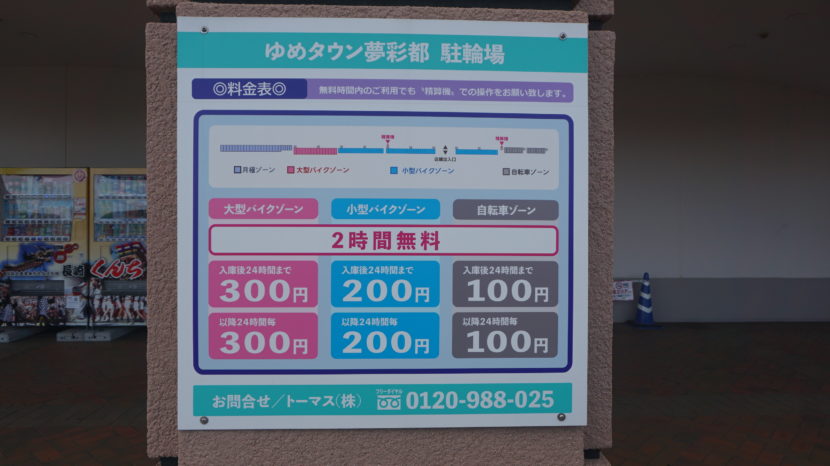 ゆめタウン夢彩都 駐輪場
◎料金表◎
無料時間内のご利用でも〝精算機〟での操作をお願い致します。
精算機
精算機
店舗出入口
共種ゾーン 大型バイクゾーン 小型バイクゾーン 自転車ゾーン
大型バイクゾーン 小型バイクゾーン 自転車ゾーン
2時間無料
入庫後24時間まで 入庫後24時間まで 入庫後24時間まで
300円 200円 100円
以降24時間毎 以降24時間毎 以降24時間毎
300円 200円 100円
お問合せ/トーマス(株) フリーダイヤル 0120-988-025
長崎くんち